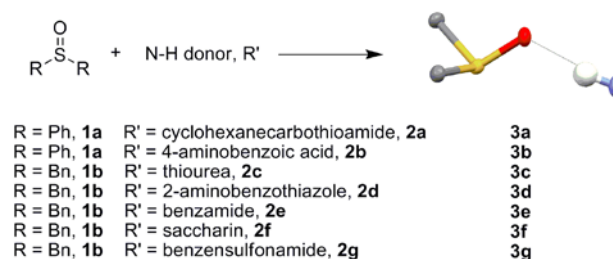 O
S
R R + N-H donor, R'
R = Ph, 1a R' = cyclohexanecarbothioamide, 2a 3a
R = Ph, 1a R' = 4-aminobenzoic acid, 2b 3b
R = Bn, 1b R' = thiourea, 2c 3c
R = Bn, 1b R' = 2-aminobenzothiazole, 2d 3d
R = Bn, 1b R' = benzamide, 2e 3e
R = Bn, 1b R' = saccharin, 2f 3f
R = Bn, 1b R' = benzensulfonamide, 2g 3g